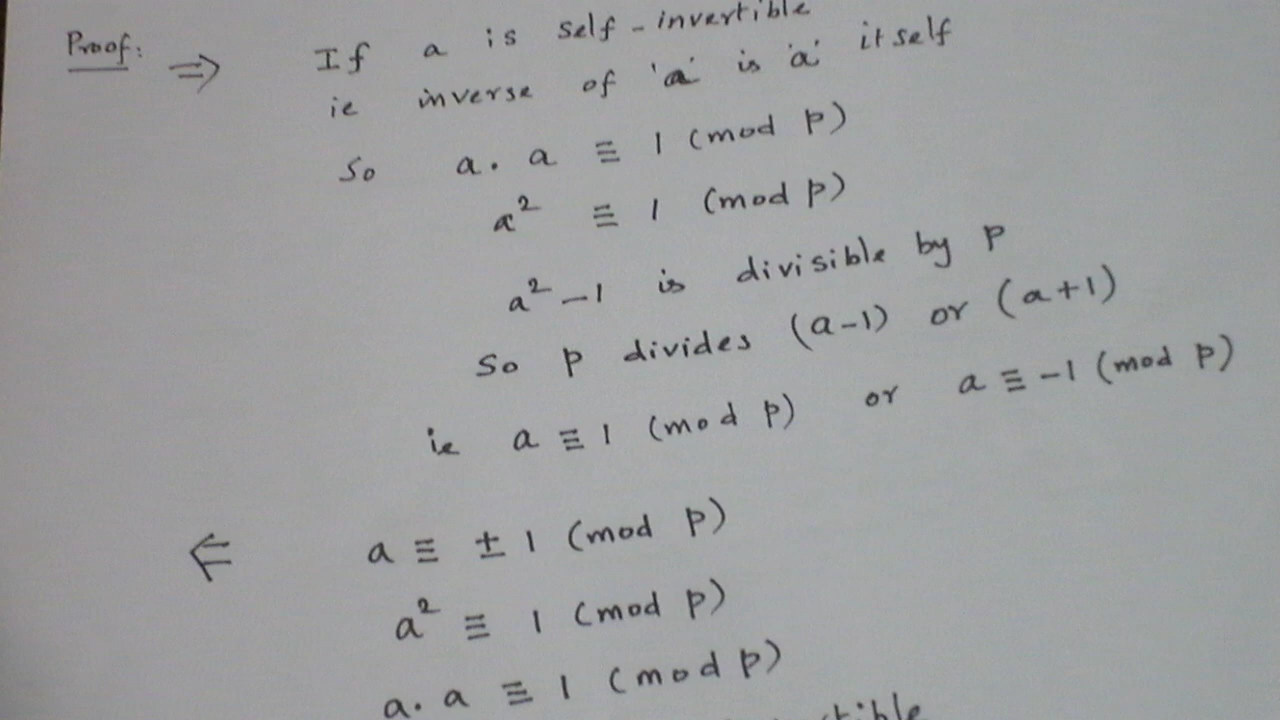 Proof: ⇒ If a is self-invertible
ie inverse of 'a' is 'a' itself
So a . a ≡ 1 (mod p)
a² ≡ 1 (mod p)
a² -1 is divisible by p
So p divides (a-1) or (a+1)
ie a ≡ 1 (mod p) or a ≡ -1 (mod p)
⇐ a ≡ ± 1 (mod p)
a² ≡ 1 (mod p)
a. a ≡ 1 (mod p)